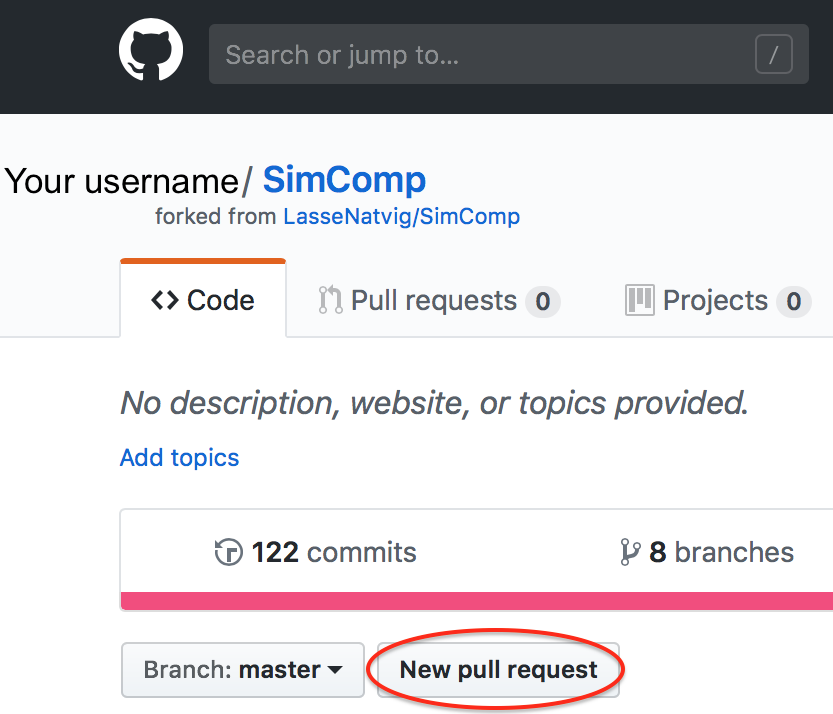 Search or jump to... /
Your username/ SimComp
forked from LasseNatvig/SimComp
<> Code Pull requests 0 Projects 0
No description, website, or topics provided.
Add topics
122 commits 8 branches
Branch: master New pull request